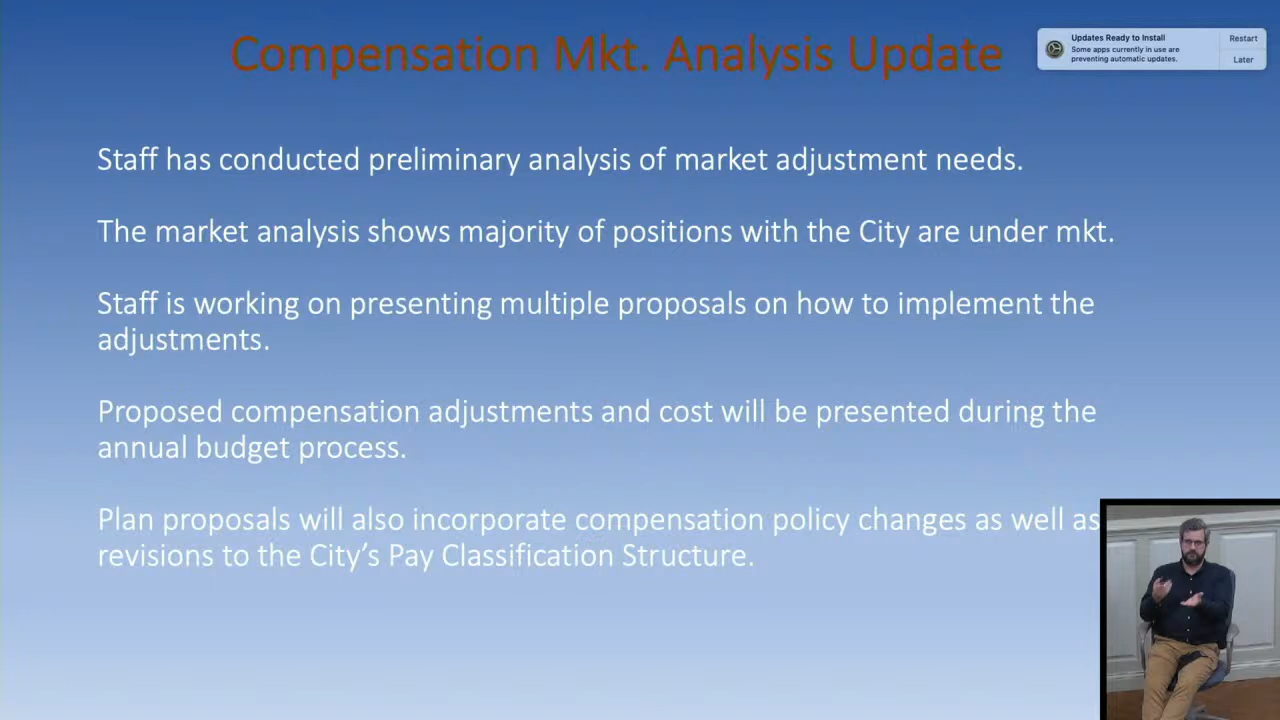 Compensation Mkt. Analysis Update
Updates Ready to Install
Some apps currently in use are
preventing automatic updates.
Restart
Later
Staff has conducted preliminary analysis of market adjustment needs.
The market analysis shows majority of positions with the City are under mkt.
Staff is working on presenting multiple proposals on how to implement the
adjustments.
Proposed compensation adjustments and cost will be presented during the
annual budget process.
Plan proposals will also incorporate compensation policy changes as well as
revisions to the City’s Pay Classification Structure.